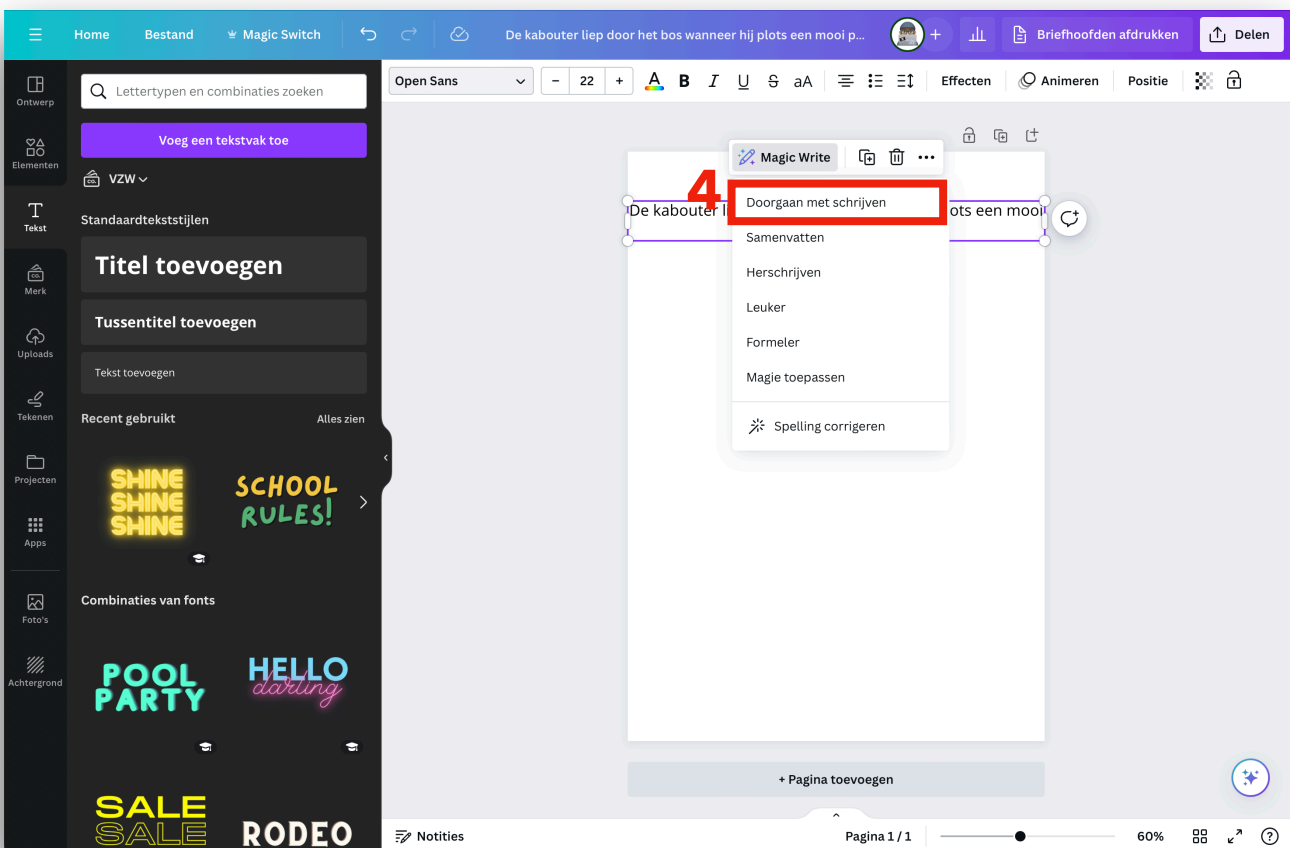 Home Bestand Magic Switch De kabouter liep door het bos wanneer hij plots een mooi p... + Briefhoofden afdrukken Delen
Open Sans - 22 + A B I U S aA Effecten Animeren Positie
Ontwerp
Elementen
Tekst
Merk
CO.
Uploads
Tekenen
Projecten
Apps
Foto's
Achtergrond
Lettertypen en combinaties zoeken
Voeg een tekstvak toe
CO. VZW
Standaardtekststijlen
Titel toevoegen
Tussentitel toevoegen
Tekst toevoegen
Recent gebruikt Alles zien
SHINE
SHINE
SHINE
SCHOOL
RULES!
Combinaties van fonts
POOL
PARTY
HELLO
darling
SALE
SALE
RODEO
Magic Write
4
De kabouter l ots een mooi
Doorgaan met schrijven
Samenvatten
Herschrijven
Leuker
Formeler
Magie toepassen
Spelling corrigeren
+ Pagina toevoegen
Notities Pagina 1 / 1 60% ?